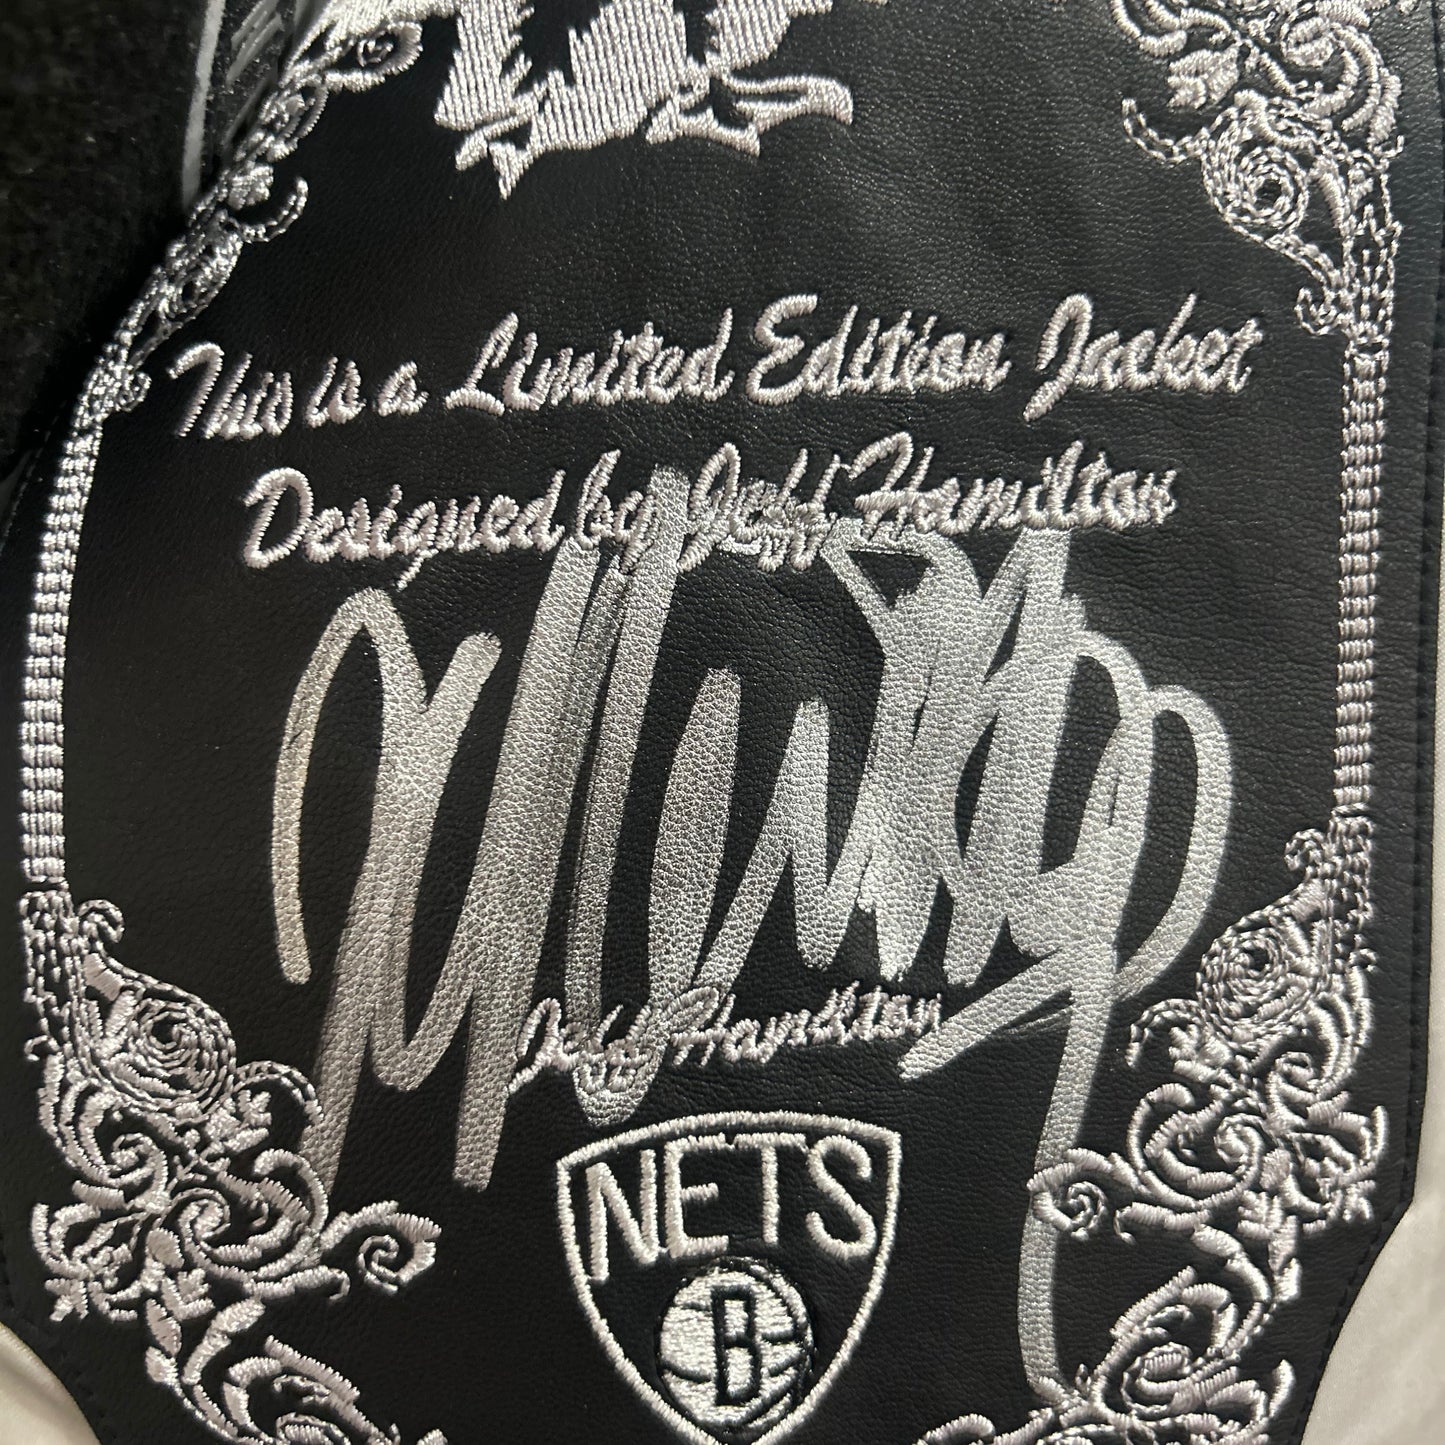 This is a Limited Edition Jacket
Designed by Jeff Hamilton
Jeff Hamilton
NETS
B